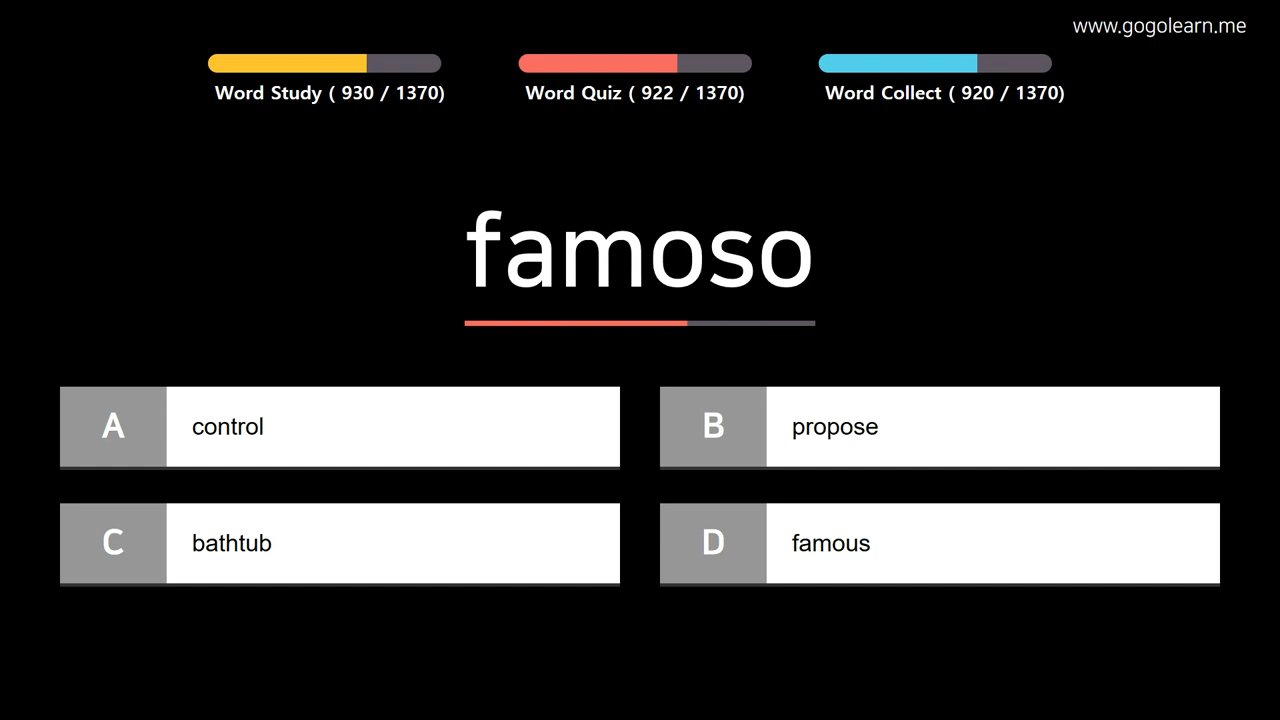 www.gogolearn.me
Word Study ( 930 / 1370)
Word Quiz ( 922 / 1370)
Word Collect ( 920 / 1370)
famoso
A control
B propose
C bathtub
D famous